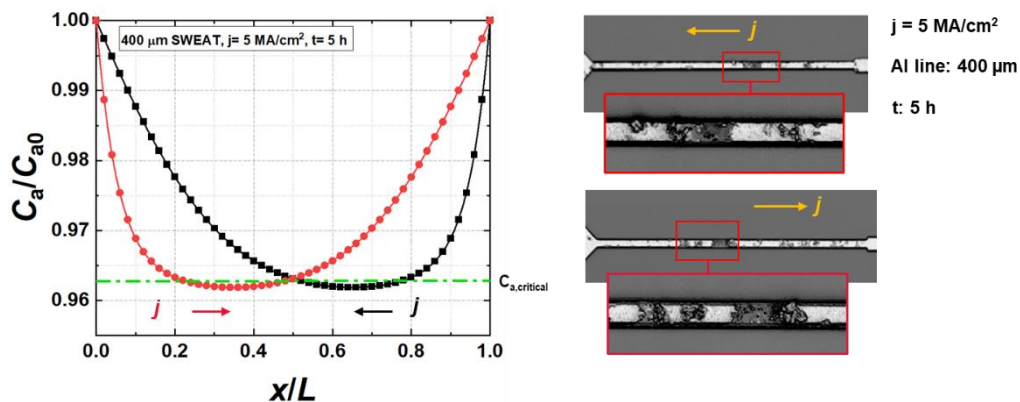 1.00
0.99
0.98
0.97
0.96
0.95
Ca/Ca0
400 μm SWEAT, j= 5 MA/cm², t= 5 h
Ca,critical
j
j
0.0 0.2 0.4 0.6 0.8 1.0
x/L
j
j
j = 5 MA/cm²
Al line: 400 μm
t: 5 h